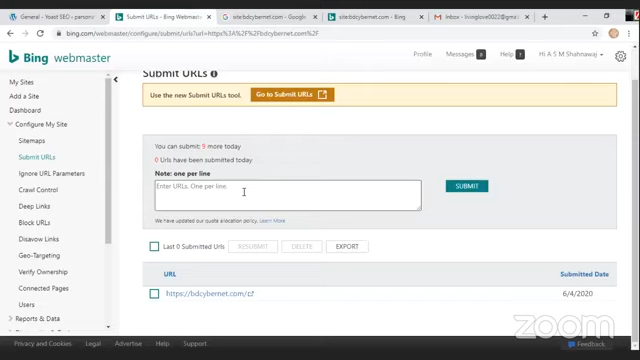 General - Yoast SEO ‹ personal
Submit URLs - Bing Webmaster
site:bdcybernet.com - Google
site:bdcybernet.com - Bing
Inbox - livinglove0022@gma
bing.com/webmaster/configure/submit/urls?url=https%3A%2F%2Fbdcybernet.com%2F
Bing webmaster
Profile
Messages 8
Help 7
Hi A S M Shahnawaj
My Sites
Add a Site
Dashboard
Configure My Site
Sitemaps
Submit URLs
Ignore URL Parameters
Crawl Control
Deep Links
Block URLs
Disavow Links
Geo-Targeting
Verify Ownership
Connected Pages
Users
Reports & Data
Submit URLs
Use the new Submit URLs tool.
Go to Submit URLs
You can submit: 9 more today
0 Urls have been submitted today
Note: one per line
Enter URLs. One per line.
SUBMIT
We have updated our quota allocation policy. Learn More
Last 0 Submitted Urls
RESUBMIT
DELETE
EXPORT
URL
Submitted Date
https://bdcybernet.com/
6/4/2020
zoom
Privacy and Cookies
Legal
Advertise
Help
Support
Feedback